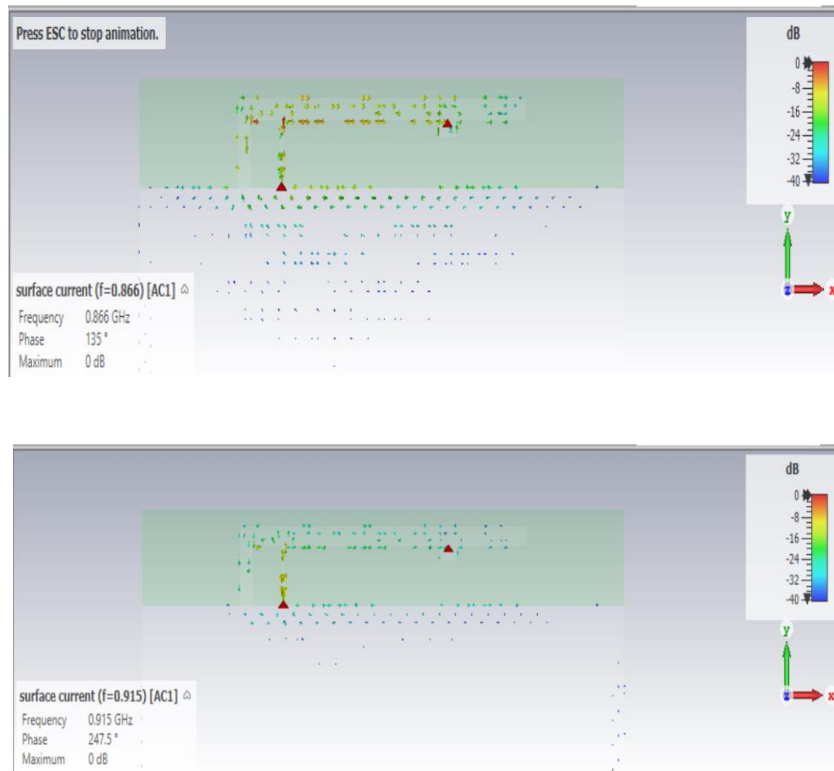 Press ESC to stop animation.
dB
0
-8
-16
-24
-32
-40
y
z
x
surface current (f=0.866) [AC1]
Frequency 0.866 GHz
Phase 135 °
Maximum 0 dB
dB
0
-8
-16
-24
-32
-40
y
z
x
surface current (f=0.915) [AC1]
Frequency 0.915 GHz
Phase 247.5 °
Maximum 0 dB